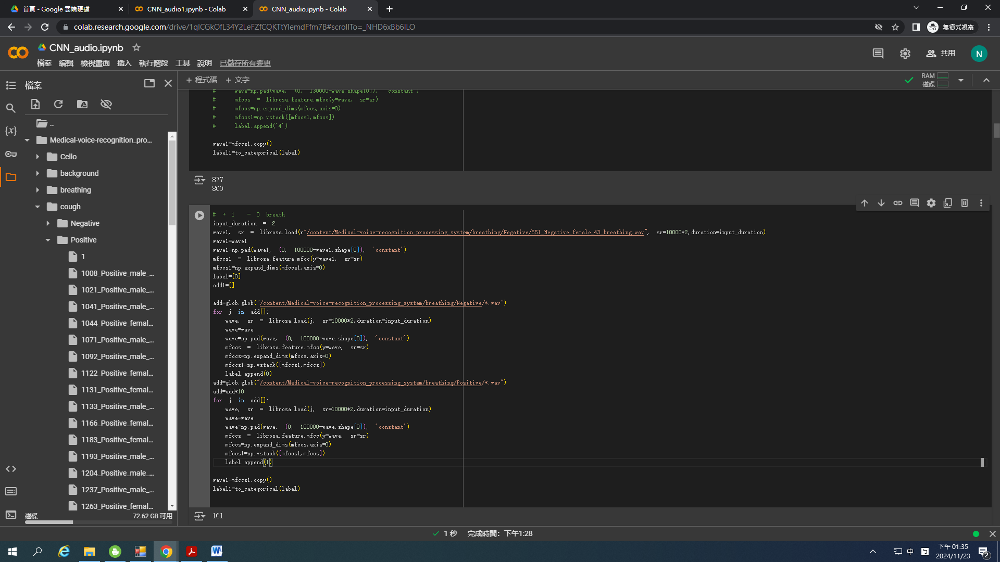 首頁 - Google 雲端硬碟
CNN_audio1.ipynb - Colab
CNN_audio.ipynb - Colab
colab.research.google.com/drive/1qICGkOfL34Y2LeFZfCQKTtYlemdFfm7B#scrollTo=_NHD6xBb6ILO
無痕式視窗
CNN_audio.ipynb
檔案 編輯 檢視畫面 插入 執行階段 工具 說明 已儲存所有變更
共用
N
檔案
+ 程式碼 + 文字
RAM
磁碟
{x}
..
Medical-voice-recognition_pro...
Cello
background
breathing
cough
Negative
Positive
1
1008_Positive_male_...
1021_Positive_male_...
1041_Positive_male_...
1044_Positive_femal...
1071_Positive_male_...
1092_Positive_male_...
1122_Positive_femal...
1131_Positive_femal...
1133_Positive_male_...
1166_Positive_femal...
1183_Positive_femal...
1193_Positive_male_...
1204_Positive_male_...
1237_Positive_male_...
1263_Positive_femal...
磁碟 72.62 GB 可用
# wave=np.pad(wave, (0, 130000-wave.shape[0]), 'constant')
# mfccs = librosa.feature.mfcc(y=wave, sr=sr)
# mfccs=np.expand_dims(mfccs,axis=0)
# mfccs1=np.vstack([mfccs1,mfccs])
# label.append('4')
wave1=mfccs1.copy()
label1=to_categorical(label)
877
800
# + 1 - 0 breath
input_duration = 2
wave1, sr = librosa.load(r"/content/Medical-voice-recognition_processing_system/breathing/Negative/551_Negative_female_43_breathing.wav", sr=10000*2,duration=input_duration)
wave1=wave1
wave1=np.pad(wave1, (0, 100000-wave1.shape[0]), 'constant')
mfccs1 = librosa.feature.mfcc(y=wave1, sr=sr)
mfccs1=np.expand_dims(mfccs1,axis=0)
label=[0]
add1=[]
add=glob.glob("/content/Medical-voice-recognition_processing_system/breathing/Negative/*.wav")
for j in add[]:
wave, sr = librosa.load(j, sr=10000*2,duration=input_duration)
wave=wave
wave=np.pad(wave, (0, 100000-wave.shape[0]), 'constant')
mfccs = librosa.feature.mfcc(y=wave, sr=sr)
mfccs=np.expand_dims(mfccs,axis=0)
mfccs1=np.vstack([mfccs1,mfccs])
label.append(0)
add=glob.glob("/content/Medical-voice-recognition_processing_system/breathing/Positive/*.wav")
add=add*10
for j in add[]:
wave, sr = librosa.load(j, sr=10000*2,duration=input_duration)
wave=wave
wave=np.pad(wave, (0, 100000-wave.shape[0]), 'constant')
mfccs = librosa.feature.mfcc(y=wave, sr=sr)
mfccs=np.expand_dims(mfccs,axis=0)
mfccs1=np.vstack([mfccs1,mfccs])
label.append(1)
wave1=mfccs1.copy()
label1=to_categorical(label)
161
1 秒 完成時間：下午1:28
中
下午 01:35
2024/11/23
2